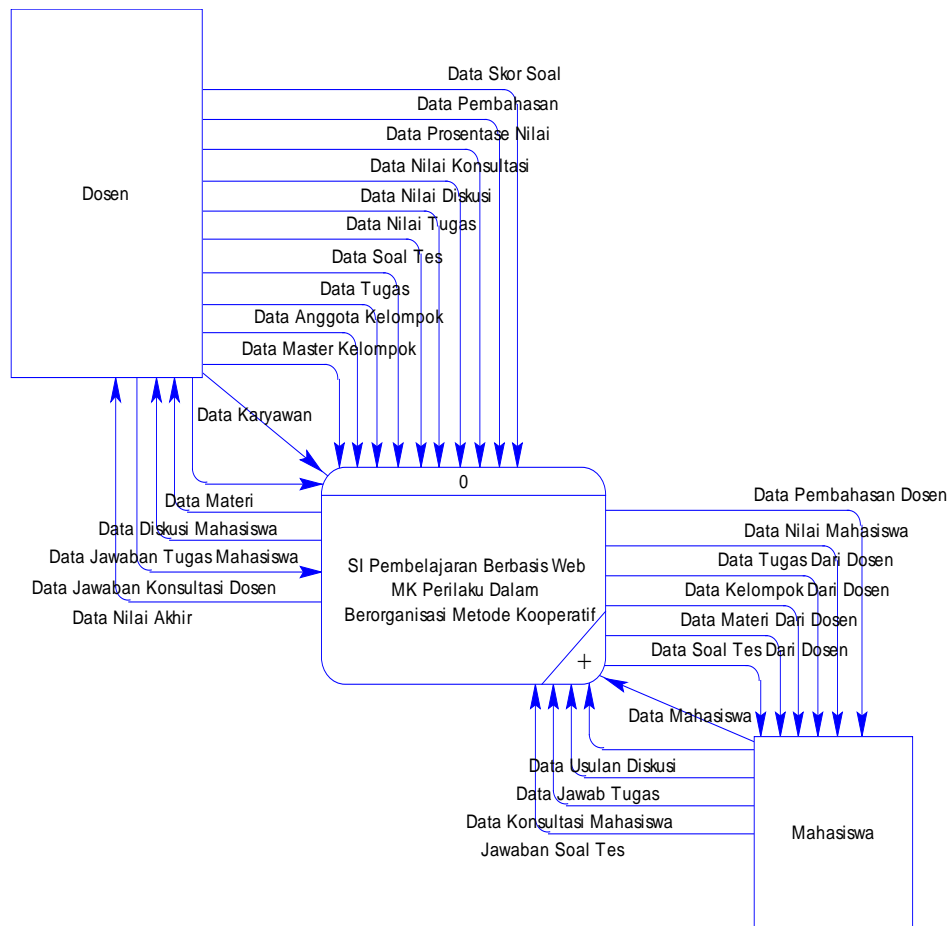 Data Skor Soal
Data Pembahasan
Data Prosentase Nilai
Data Nilai Konsultasi
Dosen
Data Nilai Diskusi
Data Nilai Tugas
Data Soal Tes
Data Tugas
Data Anggota Kelompok
Data Master Kelompok
Data Karyawan
0
Data Materi
Data Diskusi Mahasiswa
Data Jawaban Tugas Mahasiswa
Data Jawaban Konsultasi Dosen
Data Nilai Akhir
SI Pembelajaran Berbasis Web
MK Perilaku Dalam
Berorganisasi Metode Kooperatif
+
Data Pembahasan Dosen
Data Nilai Mahasiswa
Data Tugas Dari Dosen
Data Kelompok Dari Dosen
Data Materi Dari Dosen
Data Soal Tes Dari Dosen
Data Mahasiswa
Data Usulan Diskusi
Data Jawab Tugas
Data Konsultasi Mahasiswa
Jawaban Soal Tes
Mahasiswa